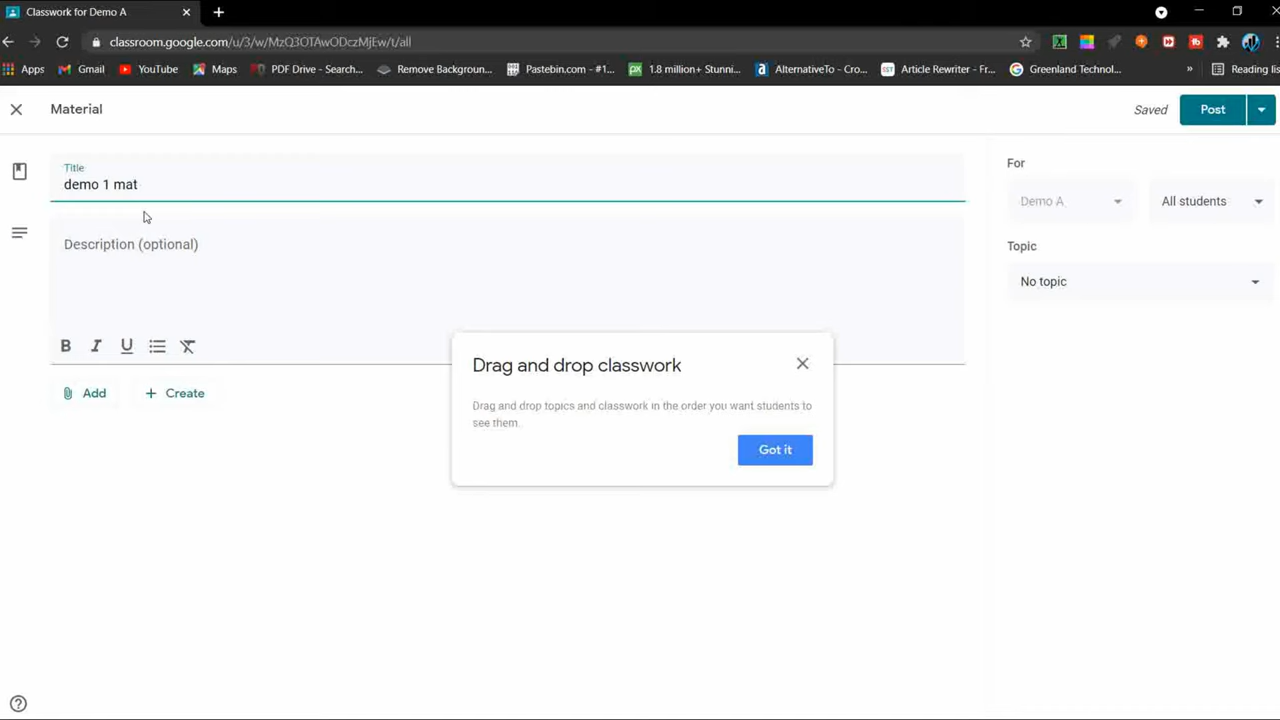 Classwork for Demo A
classroom.google.com/u/3/w/MzQ3OTAwODczMjEw/t/all
Apps Gmail YouTube Maps PDF Drive - Search... Remove Backgroun... Pastebin.com - #1... 1.8 million+ Stunni... AlternativeTo - Cro... Article Rewriter - Fr... Greenland Technol... » Reading list
Material
Saved
Post
Title
demo 1 mat
For
Demo A
All students
Description (optional)
Topic
No topic
B I U
Add
Create
Drag and drop classwork
Drag and drop topics and classwork in the order you want students to
see them.
Got it